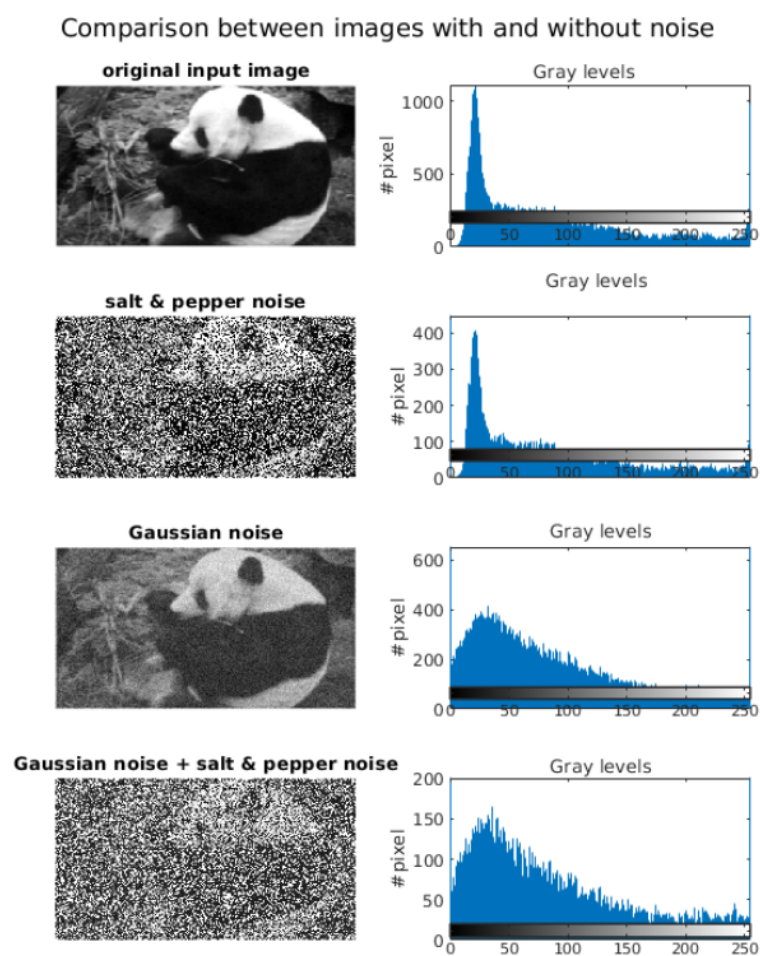 Comparison between images with and without noise
original input image
Gray levels
#pixel
1000
500
0
0 50 100 150 200 250
salt & pepper noise
Gray levels
#pixel
400
300
200
100
0
0 50 100 150 200 250
Gaussian noise
Gray levels
#pixel
600
400
200
0
0 50 100 150 200 250
Gaussian noise + salt & pepper noise
Gray levels
#pixel
200
150
100
50
0
0 50 100 150 200 250